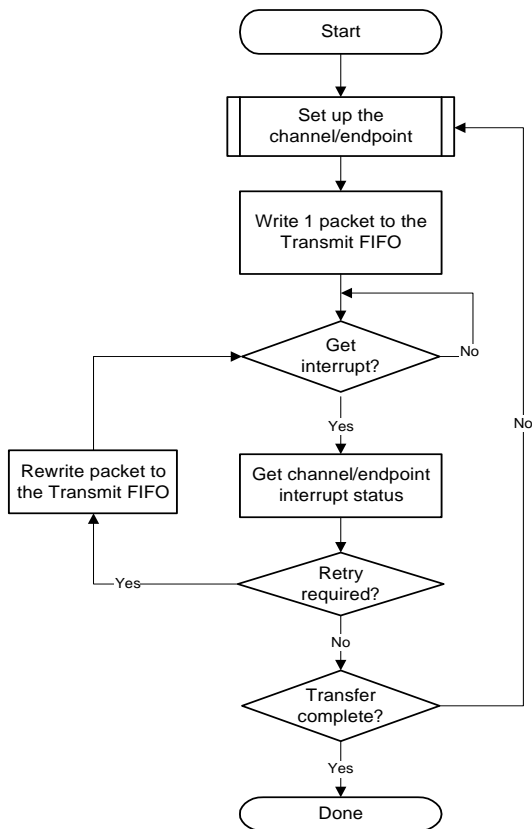 Start
Set up the
channel/endpoint
Write 1 packet to the
Transmit FIFO
Get
interrupt?
No
Yes
No
Rewrite packet to
the Transmit FIFO
Get channel/endpoint
interrupt status
Retry
required?
Yes
No
Transfer
complete?
Yes
Done